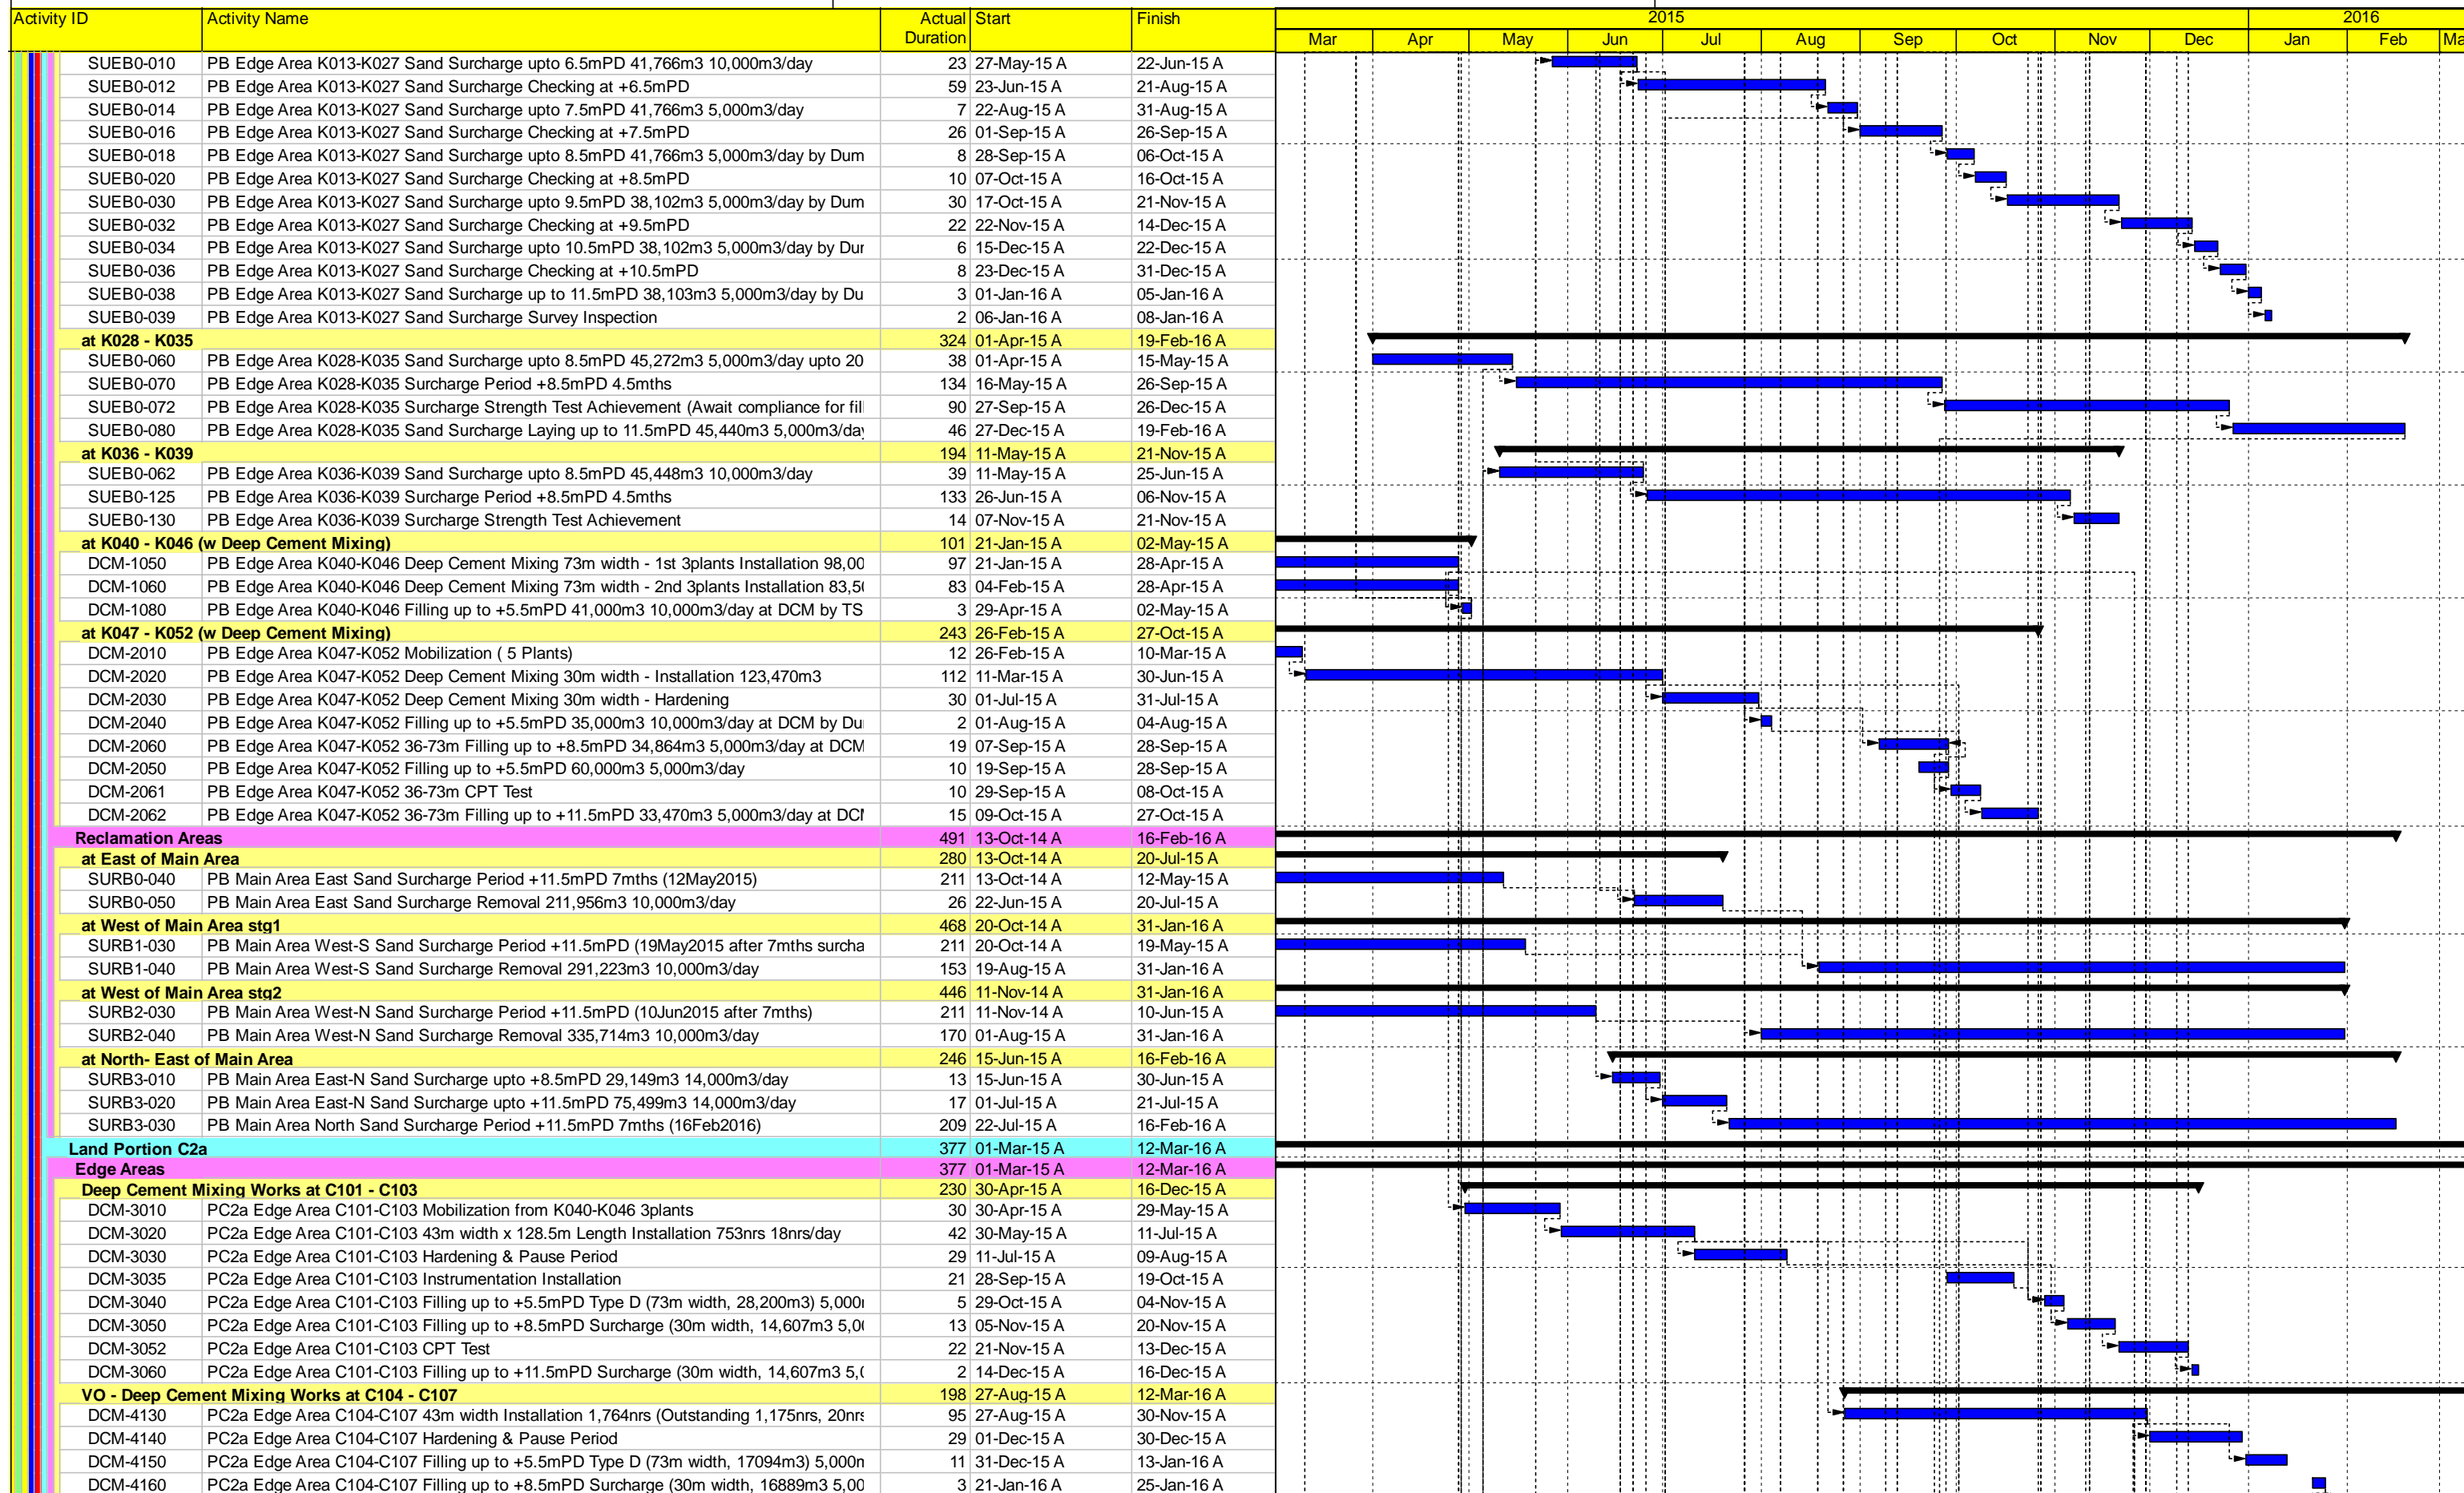 Activity ID Activity Name Actual Duration Start Finish 2015 2016
Mar Apr May Jun Jul Aug Sep Oct Nov Dec Jan Feb
SUEB0-010 PB Edge Area K013-K027 Sand Surcharge upto 6.5mPD 41,766m3 10,000m3/day 23 27-May-15 A 22-Jun-15 A
SUEB0-012 PB Edge Area K013-K027 Sand Surcharge Checking at +6.5mPD 59 23-Jun-15 A 21-Aug-15 A
SUEB0-014 PB Edge Area K013-K027 Sand Surcharge upto 7.5mPD 41,766m3 5,000m3/day 7 22-Aug-15 A 31-Aug-15 A
SUEB0-016 PB Edge Area K013-K027 Sand Surcharge Checking at +7.5mPD 26 01-Sep-15 A 26-Sep-15 A
SUEB0-018 PB Edge Area K013-K027 Sand Surcharge upto 8.5mPD 41,766m3 5,000m3/day by Dum 8 28-Sep-15 A 06-Oct-15 A
SUEB0-020 PB Edge Area K013-K027 Sand Surcharge Checking at +8.5mPD 10 07-Oct-15 A 16-Oct-15 A
SUEB0-030 PB Edge Area K013-K027 Sand Surcharge upto 9.5mPD 38,102m3 5,000m3/day by Dum 30 17-Oct-15 A 21-Nov-15 A
SUEB0-032 PB Edge Area K013-K027 Sand Surcharge Checking at +9.5mPD 22 22-Nov-15 A 14-Dec-15 A
SUEB0-034 PB Edge Area K013-K027 Sand Surcharge upto 10.5mPD 38,102m3 5,000m3/day by 6 15-Dec-15 A 22-Dec-15 A
SUEB0-036 PB Edge Area K013-K027 Sand Surcharge Checking at +10.5mPD 8 23-Dec-15 A 31-Dec-15 A
SUEB0-038 PB Edge Area K013-K027 Sand Surcharge up to 11.5mPD 38,103m3 5,000m3/day by Du 3 01-Jan-16 A 05-Jan-16 A
SUEB0-039 PB Edge Area K013-K027 Sand Surcharge Survey Inspection 2 06-Jan-16 A 08-Jan-16 A
at K028 - K035 324 01-Apr-15 A 19-Feb-16 A
SUEB0-060 PB Edge Area K028-K035 Sand Surcharge upto 8.5mPD 45,272m3 5,000m3/day upto 20 38 01-Apr-15 A 15-May-15 A
SUEB0-070 PB Edge Area K028-K035 Surcharge Period +8.5mPD 4.5mths 134 16-May-15 A 26-Sep-15 A
SUEB0-072 PB Edge Area K028-K035 Surcharge Strength Test Achievement (Await compliance for 90 27-Sep-15 A 26-Dec-15 A
SUEB0-080 PB Edge Area K028-K035 Sand Surcharge Laying up to 11.5mPD 45,440m3 5,000m3/day 46 27-Dec-15 A 19-Feb-16 A
at K036 - K039 194 11-May-15 A 21-Nov-15 A
SUEB0-062 PB Edge Area K036-K039 Sand Surcharge upto 8.5mPD 45,448m3 10,000m3/day 39 11-May-15 A 25-Jun-15 A
SUEB0-125 PB Edge Area K036-K039 Surcharge Period +8.5mPD 4.5mths 133 26-Jun-15 A 06-Nov-15 A
SUEB0-130 PB Edge Area K036-K039 Surcharge Strength Test Achievement 14 07-Nov-15 A 21-Nov-15 A
at K040 - K046 (w Deep Cement Mixing) 101 21-Jan-15 A 02-May-15 A
DCM-1050 PB Edge Area K040-K046 Deep Cement Mixing 73m width - 1st 3plants Installation 98,00 97 21-Jan-15 A 28-Apr-15 A
DCM-1060 PB Edge Area K040-K046 Deep Cement Mixing 73m width - 2nd 3plants Installation 83 04-Feb-15 A 28-Apr-15 A
DCM-1080 PB Edge Area K040-K046 Filling up to +5.5mPD 41,000m3 10,000m3/day at DCM by TS 3 29-Apr-15 A 02-May-15 A
at K047 - K052 (w Deep Cement Mixing) 243 26-Feb-15 A 27-Oct-15 A
DCM-2010 PB Edge Area K047-K052 Mobilization ( 5 Plants) 12 26-Feb-15 A 10-Mar-15 A
DCM-2020 PB Edge Area K047-K052 Deep Cement Mixing 30m width - Installation 123,470m3 112 11-Mar-15 A 30-Jun-15 A
DCM-2030 PB Edge Area K047-K052 Deep Cement Mixing 30m width - Hardening 30 01-Jul-15 A 31-Jul-15 A
DCM-2040 PB Edge Area K047-K052 Filling up to +5.5mPD 35,000m3 10,000m3/day at DCM by 2 01-Aug-15 A 04-Aug-15 A
DCM-2060 PB Edge Area K047-K052 36-73m Filling up to +8.5mPD 34,864m3 5,000m3/day at DCM 19 07-Sep-15 A 28-Sep-15 A
DCM-2050 PB Edge Area K047-K052 Filling up to +5.5mPD 60,000m3 5,000m3/day 10 19-Sep-15 A 28-Sep-15 A
DCM-2061 PB Edge Area K047-K052 36-73m CPT Test 10 29-Sep-15 A 08-Oct-15 A
DCM-2062 PB Edge Area K047-K052 36-73m Filling up to +11.5mPD 33,470m3 5,000m3/day at 15 09-Oct-15 A 27-Oct-15 A
Reclamation Areas 491 13-Oct-14 A 16-Feb-16 A
at East of Main Area 280 13-Oct-14 A 20-Jul-15 A
SURB0-040 PB Main Area East Sand Surcharge Period +11.5mPD 7mths (12May2015) 211 13-Oct-14 A 12-May-15 A
SURB0-050 PB Main Area East Sand Surcharge Removal 211,956m3 10,000m3/day 26 22-Jun-15 A 20-Jul-15 A
at West of Main Area stg1 468 20-Oct-14 A 31-Jan-16 A
SURB1-030 PB Main Area West-S Sand Surcharge Period +11.5mPD (19May2015 after 7mths surcha 211 20-Oct-14 A 19-May-15 A
SURB1-040 PB Main Area West-S Sand Surcharge Removal 291,223m3 10,000m3/day 153 19-Aug-15 A 31-Jan-16 A
at West of Main Area stg2 446 11-Nov-14 A 31-Jan-16 A
SURB2-030 PB Main Area West-N Sand Surcharge Period +11.5mPD (10Jun2015 after 7mths) 211 11-Nov-14 A 10-Jun-15 A
SURB2-040 PB Main Area West-N Sand Surcharge Removal 335,714m3 10,000m3/day 170 01-Aug-15 A 31-Jan-16 A
at North- East of Main Area 246 15-Jun-15 A 16-Feb-16 A
SURB3-010 PB Main Area East-N Sand Surcharge upto +8.5mPD 29,149m3 14,000m3/day 13 15-Jun-15 A 30-Jun-15 A
SURB3-020 PB Main Area East-N Sand Surcharge upto +11.5mPD 75,499m3 14,000m3/day 17 01-Jul-15 A 21-Jul-15 A
SURB3-030 PB Main Area North Sand Surcharge Period +11.5mPD 7mths (16Feb2016) 209 22-Jul-15 A 16-Feb-16 A
Land Portion C2a 377 01-Mar-15 A 12-Mar-16 A
Edge Areas 377 01-Mar-15 A 12-Mar-16 A
Deep Cement Mixing Works at C101 - C103 230 30-Apr-15 A 16-Dec-15 A
DCM-3010 PC2a Edge Area C101-C103 Mobilization from K040-K046 3plants 30 30-Apr-15 A 29-May-15 A
DCM-3020 PC2a Edge Area C101-C103 43m width x 128.5m Length Installation 753nrs 18nrs/day 42 30-May-15 A 11-Jul-15 A
DCM-3030 PC2a Edge Area C101-C103 Hardening & Pause Period 29 11-Jul-15 A 09-Aug-15 A
DCM-3035 PC2a Edge Area C101-C103 Instrumentation Installation 21 28-Sep-15 A 19-Oct-15 A
DCM-3040 PC2a Edge Area C101-C103 Filling up to +5.5mPD Type D (73m width, 28,200m3) 5 29-Oct-15 A 04-Nov-15 A
DCM-3050 PC2a Edge Area C101-C103 Filling up to +8.5mPD Surcharge (30m width, 14,607m3 13 05-Nov-15 A 20-Nov-15 A
DCM-3052 PC2a Edge Area C101-C103 CPT Test 22 21-Nov-15 A 13-Dec-15 A
DCM-3060 PC2a Edge Area C101-C103 Filling up to +11.5mPD Surcharge (30m width, 14,607m3 2 14-Dec-15 A 16-Dec-15 A
VO - Deep Cement Mixing Works at C104 - C107 198 27-Aug-15 A 12-Mar-16 A
DCM-4130 PC2a Edge Area C104-C107 43m width Installation 1,764nrs (Outstanding 1,175nrs, 20nrs 95 27-Aug-15 A 30-Nov-15 A
DCM-4140 PC2a Edge Area C104-C107 Hardening & Pause Period 29 01-Dec-15 A 30-Dec-15 A
DCM-4150 PC2a Edge Area C104-C107 Filling up to +5.5mPD Type D (73m width, 17094m3) 11 31-Dec-15 A 13-Jan-16 A
DCM-4160 PC2a Edge Area C104-C107 Filling up to +8.5mPD Surcharge (30m width, 16889m3 5,00 3 21-Jan-16 A 25-Jan-16 A